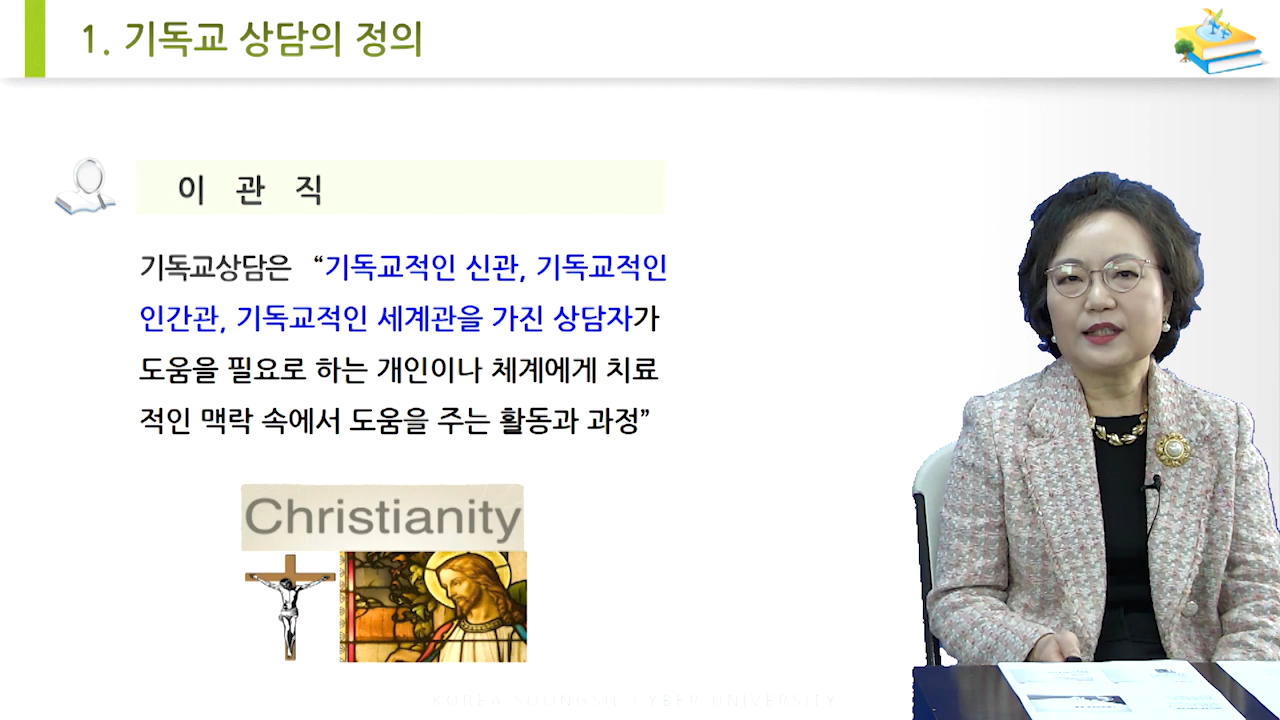 1. 기독교 상담의 정의
이 관 직
기독교상담은 “기독교적인 신관, 기독교적인
인간관, 기독교적인 세계관을 가진 상담자가
도움을 필요로 하는 개인이나 체계에게 치료
적인 맥락 속에서 도움을 주는 활동과 과정”
Christianity
KOREA SOONGSIL CYBER UNIVERSITY